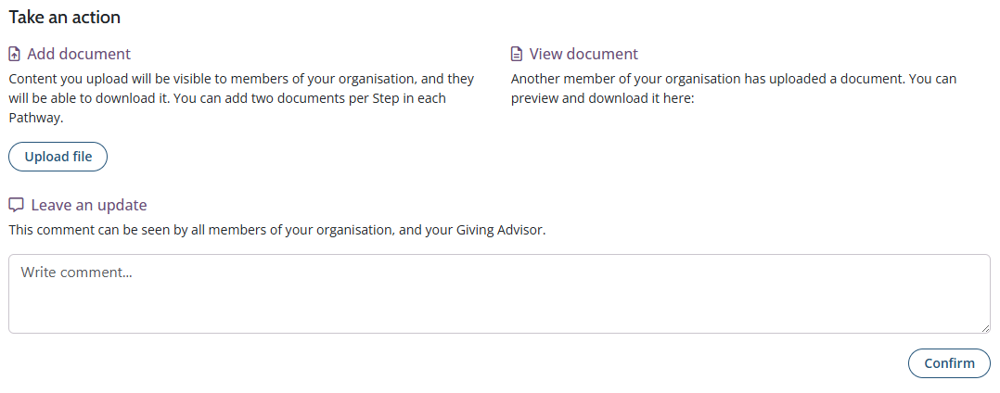 Take an action
Add document
Content you upload will be visible to members of your organisation, and they
will be able to download it. You can add two documents per Step in each
Pathway.
Upload file
View document
Another member of your organisation has uploaded a document. You can
preview and download it here:
Leave an update
This comment can be seen by all members of your organisation, and your Giving Advisor.
Write comment...
Confirm